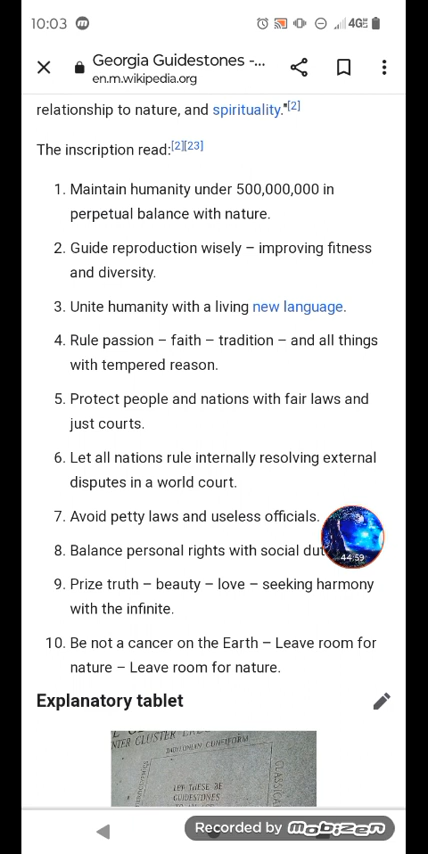 10:03 m 4GE
Georgia Guidestones -...
en.m.wikipedia.org
relationship to nature, and spirituality."[2]
The inscription read:[2][23]
1. Maintain humanity under 500,000,000 in
perpetual balance with nature.
2. Guide reproduction wisely – improving fitness
and diversity.
3. Unite humanity with a living new language.
4. Rule passion – faith – tradition – and all things
with tempered reason.
5. Protect people and nations with fair laws and
just courts.
6. Let all nations rule internally resolving external
disputes in a world court.
7. Avoid petty laws and useless officials.
8. Balance personal rights with social dut
44:59
9. Prize truth – beauty – love – seeking harmony
with the infinite.
10. Be not a cancer on the Earth – Leave room for
nature – Leave room for nature.
Explanatory tablet
BABYLONIAN CUNEIFORM
LET THESE BE
GUIDESTONES
Recorded by mobizen